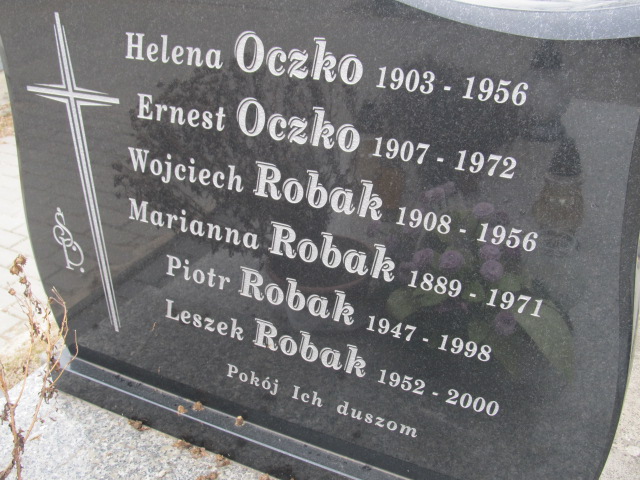 Helena Oczko 1903 - 1956
Ernest Oczko 1907 - 1972
Wojciech Robak 1908 - 1956
Marianna Robak 1889 - 1971
Piotr Robak 1947 - 1998
Leszek Robak 1952 - 2000
Pokój Ich duszom